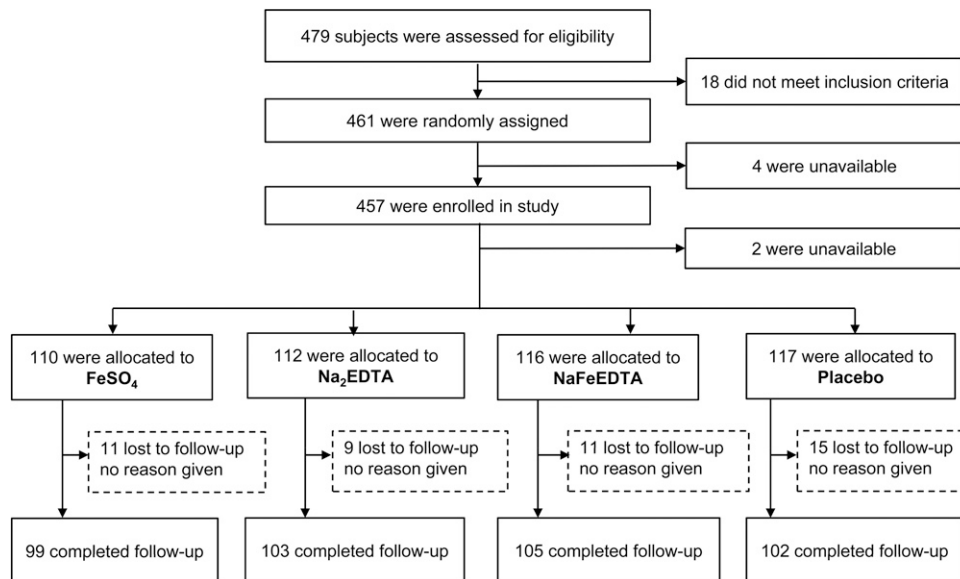 479 subjects were assessed for eligibility
18 did not meet inclusion criteria
461 were randomly assigned
4 were unavailable
457 were enrolled in study
2 were unavailable
110 were allocated to
FeSO₄
112 were allocated to
Na₂EDTA
116 were allocated to
NaFeEDTA
117 were allocated to
Placebo
11 lost to follow-up
no reason given
9 lost to follow-up
no reason given
11 lost to follow-up
no reason given
15 lost to follow-up
no reason given
99 completed follow-up
103 completed follow-up
105 completed follow-up
102 completed follow-up